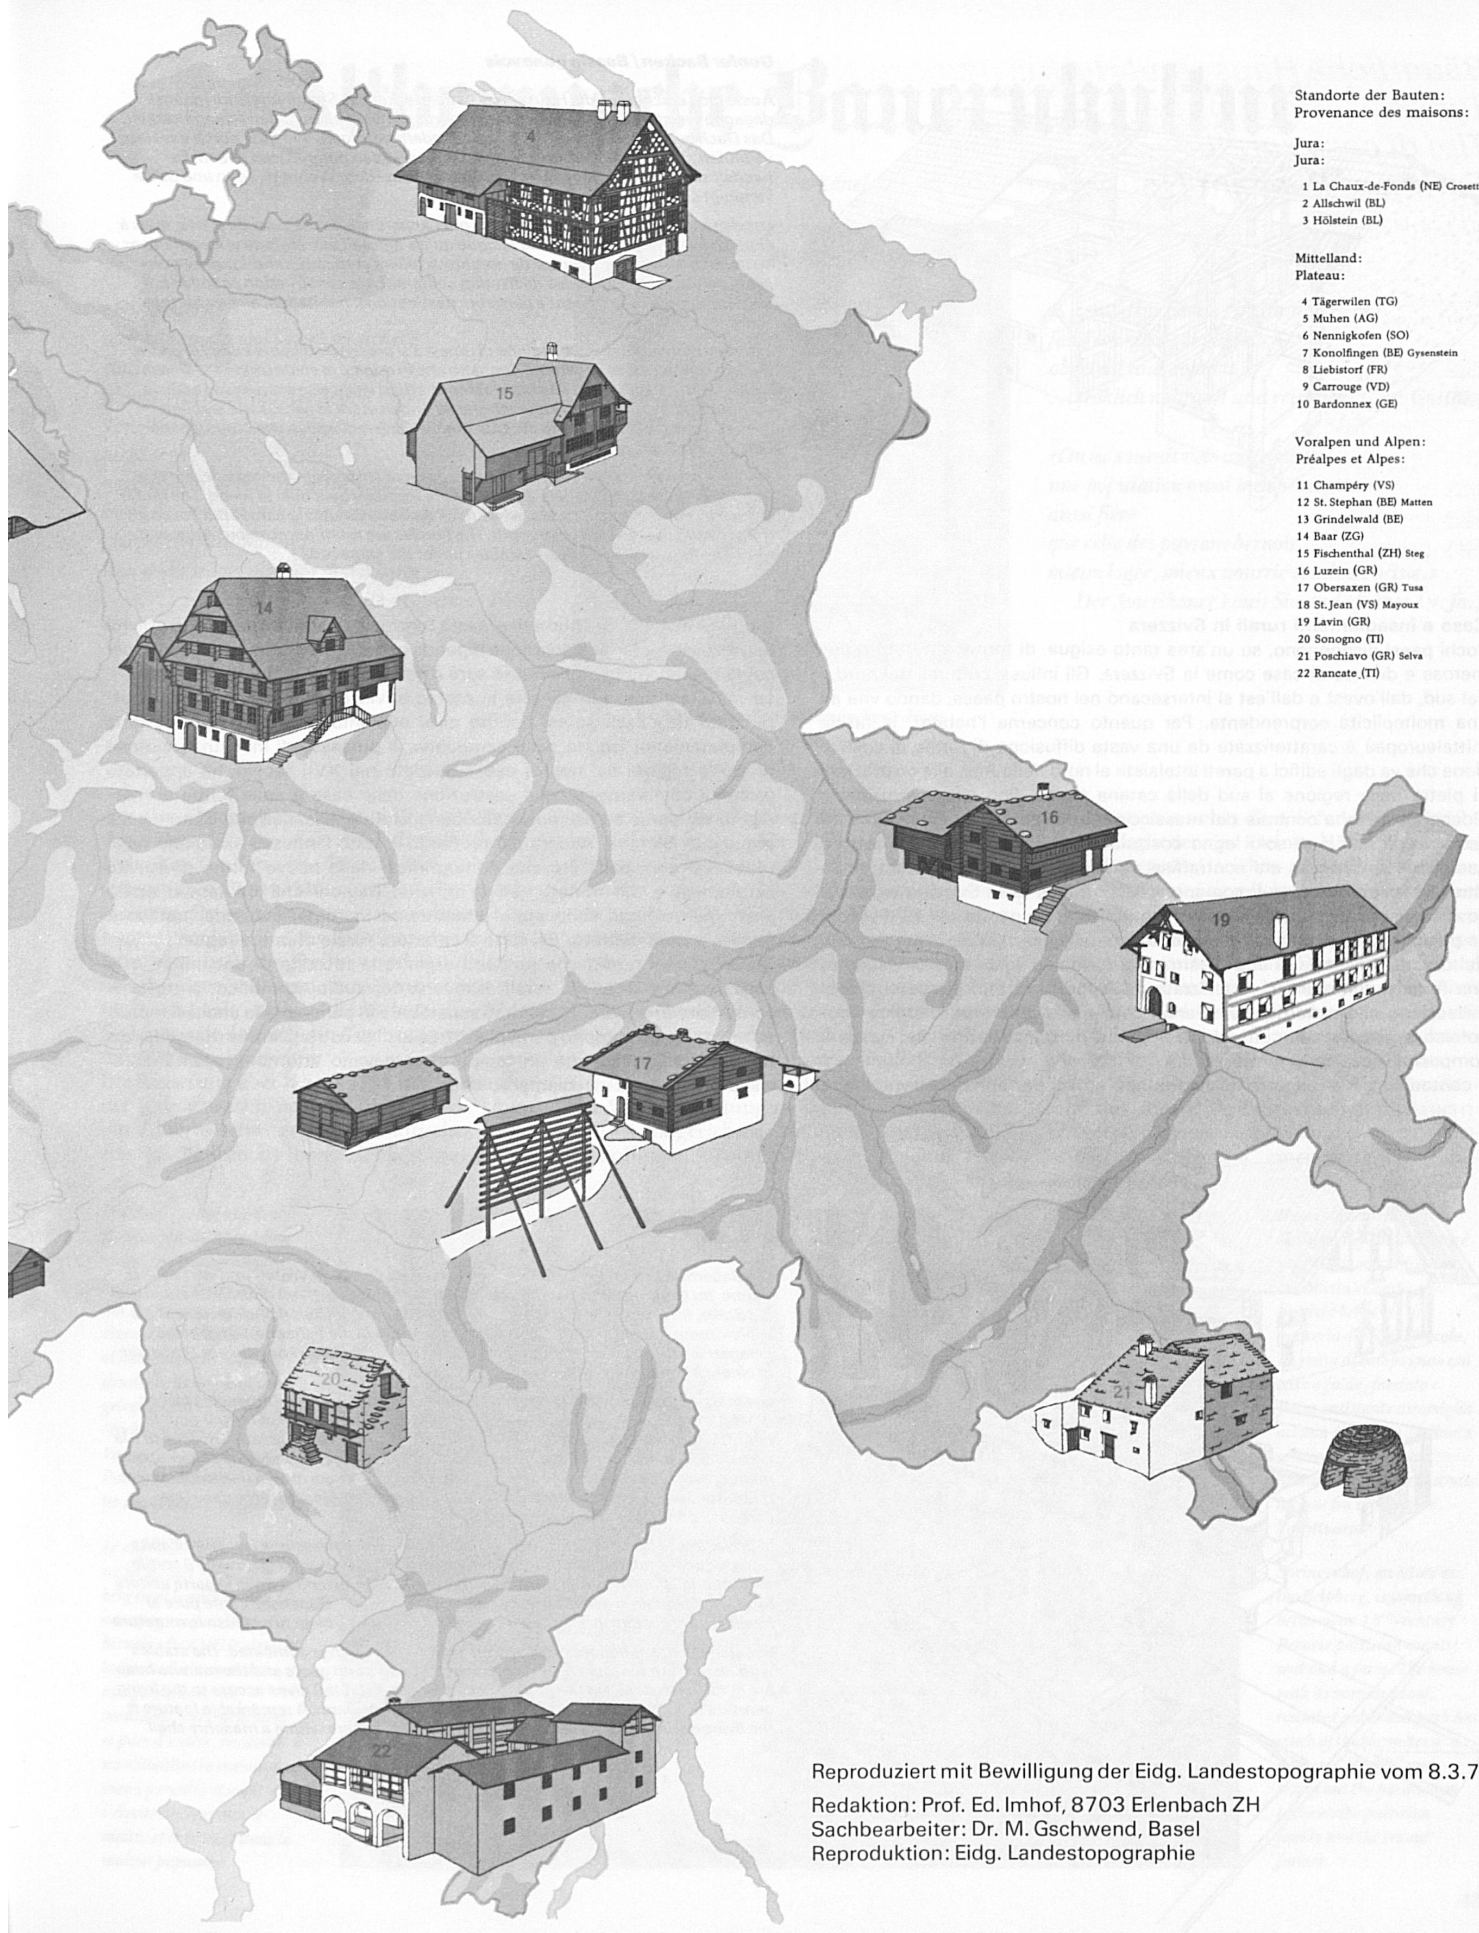 Standorte der Bauten:
Provenance des maisons:
Jura:
Jura:
1 La Chaux-de-Fonds (NE) Crosett
2 Allschwil (BL)
3 Hölstein (BL)
Mittelland:
Plateau:
4 Tägerwilen (TG)
5 Muhen (AG)
6 Nennigkofen (SO)
7 Konolfingen (BE) Gysenstein
8 Liebistorf (FR)
9 Carrouge (VD)
10 Bardonnex (GE)
Voralpen und Alpen:
Préalpes et Alpes:
11 Champéry (VS)
12 St. Stephan (BE) Matten
13 Grindelwald (BE)
14 Baar (ZG)
15 Fischenthal (ZH) Steg
16 Luzein (GR)
17 Obersaxen (GR) Tusa
18 St. Jean (VS) Mayoux
19 Lavin (GR)
20 Sonogno (TI)
21 Poschiavo (GR) Selva
22 Rancate (TI)
4
15
14
16
19
17
20
21
22
Reproduziert mit Bewilligung der Eidg. Landestopographie vom 8.3.7
Redaktion: Prof. Ed. Imhof, 8703 Erlenbach ZH
Sachbearbeiter: Dr. M. Gschwend, Basel
Reproduktion: Eidg. Landestopographie